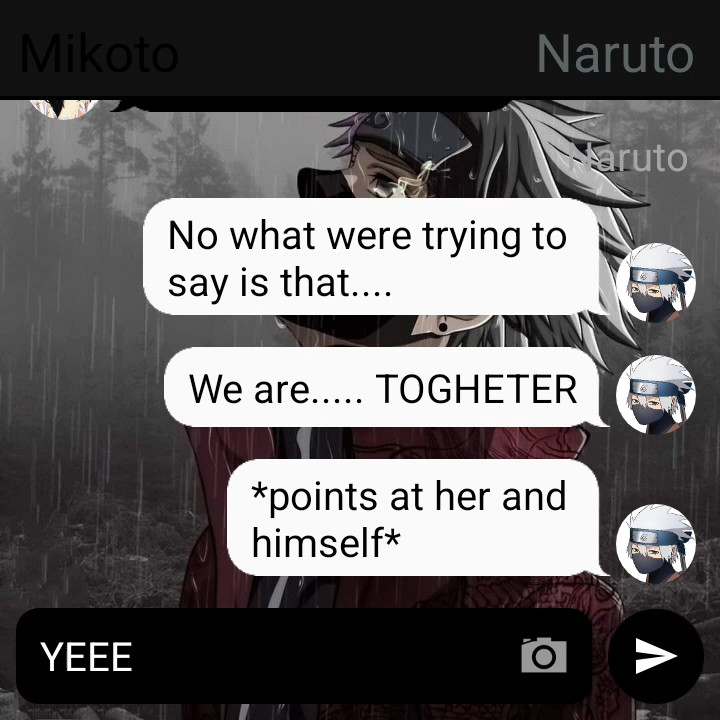 Mikoto
Naruto
Naruto
No what were trying to
say is that....
We are..... TOGHETER
*points at her and
himself*
YEEE